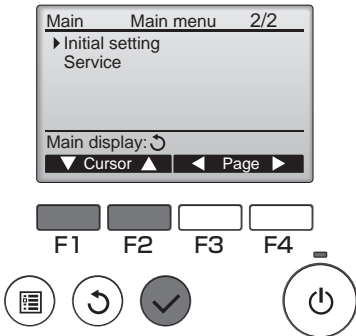 Main Main menu 2/2
Initial setting
Service
Main display:
Cursor Page
F1 F2 F3 F4